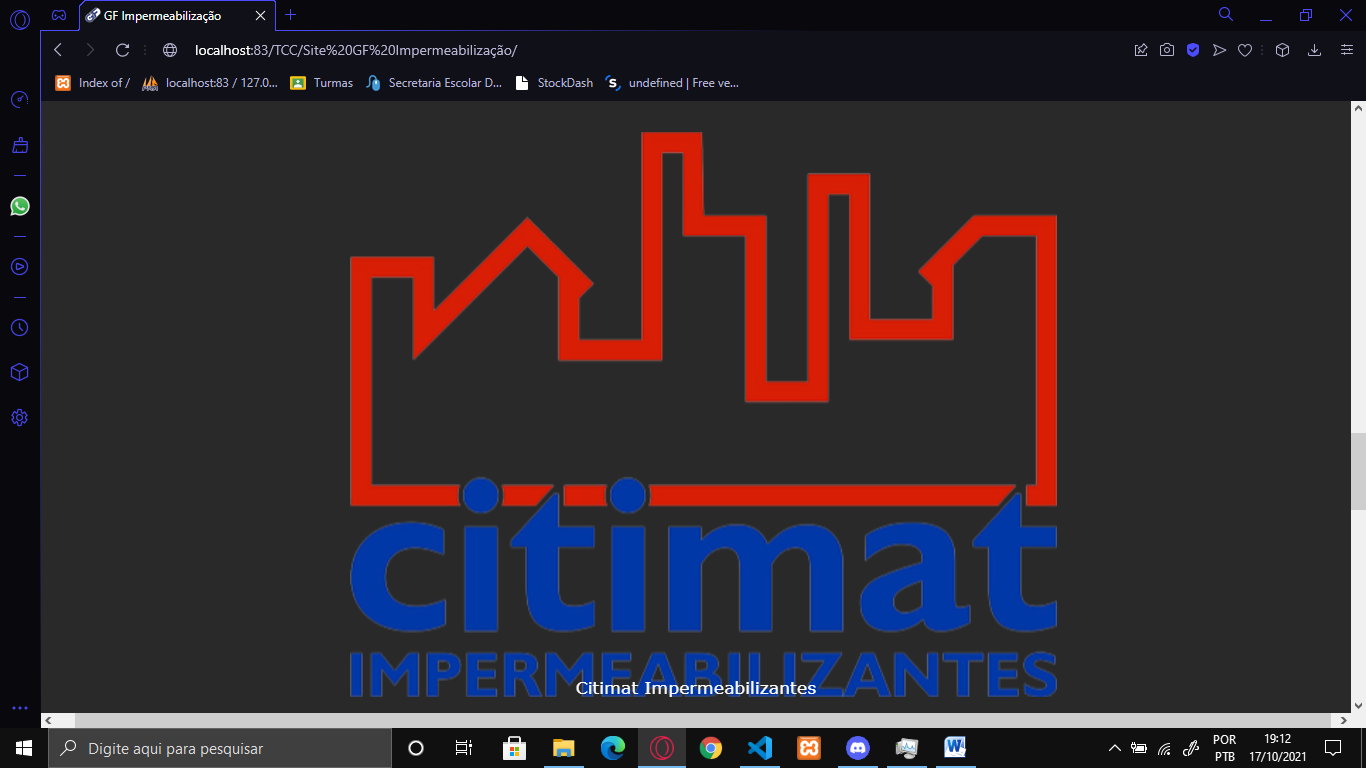 GF Impermeabilização
localhost:83/TCC/Site%20GF%20Impermeabilização/
Index of / localhost:83 / 127.0... Turmas Secretaria Escolar D... StockDash undefined | Free ve...
citimat
IMPERMEABILIZANTES
Citimat Impermeabilizantes
Digite aqui para pesquisar
POR
PTB
19:12
17/10/2021